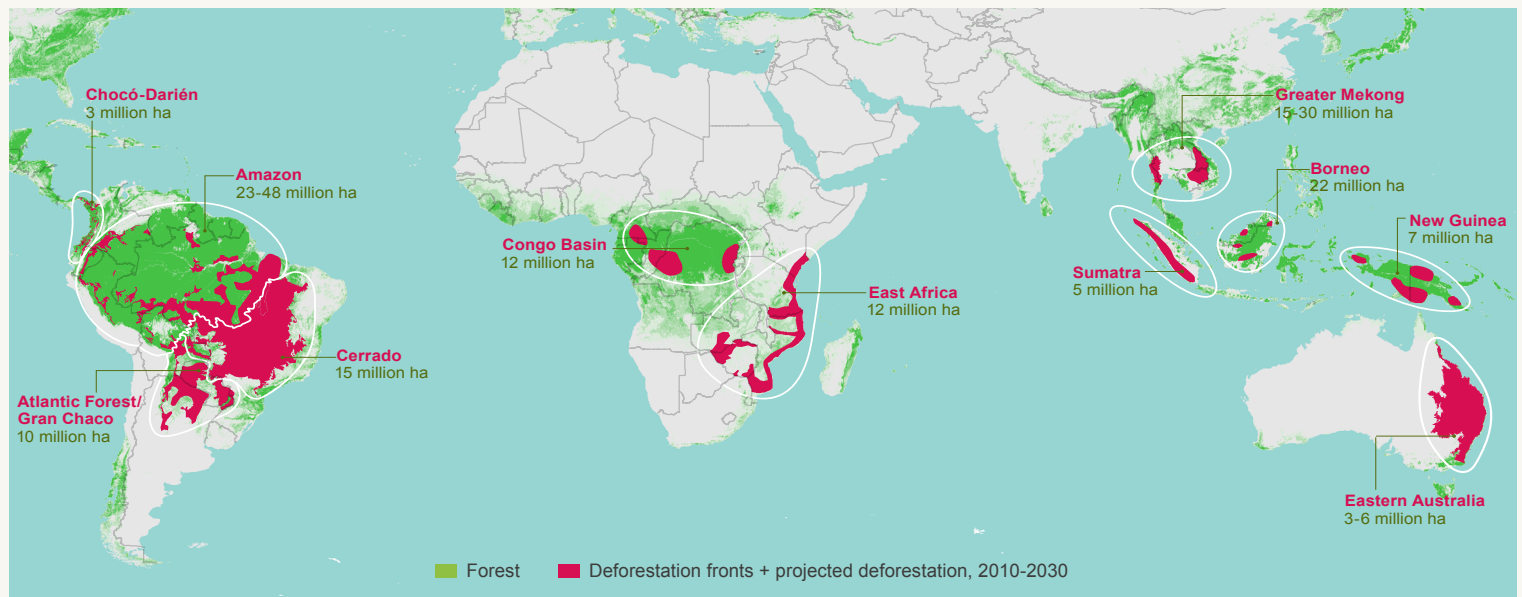 Chocó-Darién
3 million ha
Amazon
23-48 million ha
Cerrado
15 million ha
Atlantic Forest/
Gran Chaco
10 million ha
Congo Basin
12 million ha
East Africa
12 million ha
Greater Mekong
15-30 million ha
Borneo
22 million ha
New Guinea
7 million ha
Sumatra
5 million ha
Eastern Australia
3-6 million ha
Forest
Deforestation fronts + projected deforestation, 2010-2030